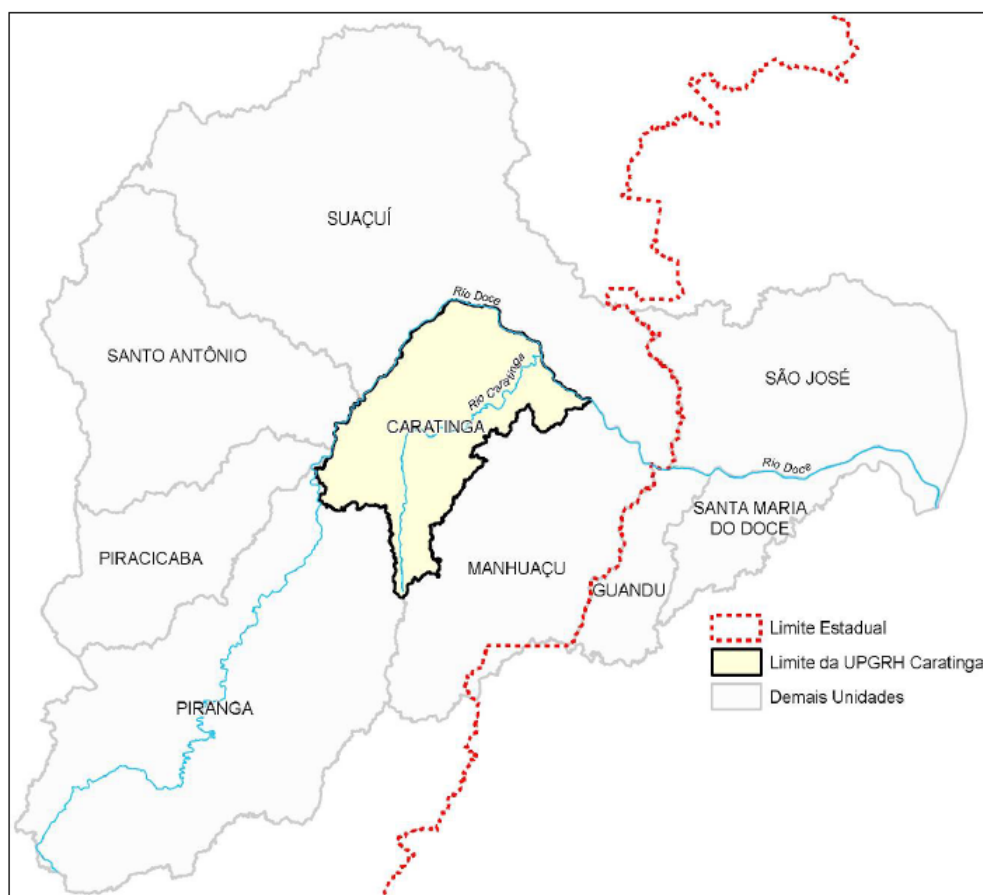 SUAÇUÍ
Rio Doce
SANTO ANTÔNIO
Rio Caratinga
SÃO JOSÉ
CARATINGA
Rio Doce
SANTA MARIA
DO DOCE
PIRACICABA
MANHUAÇU
GUANDU
PIRANGA
Limite Estadual
Limite da UPGRH Caratinga
Demais Unidades